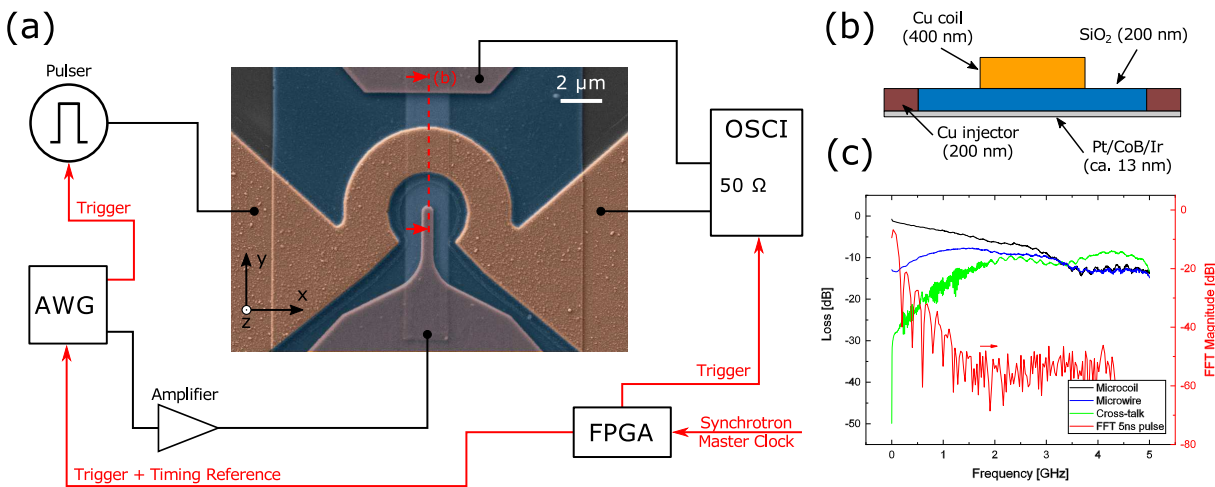 (a)
Pulser
(b)
2 μm
OSCI
50 Ω
Trigger
y
x
z
AWG
Amplifier
Trigger
FPGA
Synchrotron
Master Clock
Trigger + Timing Reference
(b)
Cu coil
(400 nm)
SiO₂ (200 nm)
Cu injector
(200 nm)
Pt/CoB/Ir
(ca. 13 nm)
(c)
Loss [dB]
0
-10
-20
-30
-40
-50
0
-20
-40
-60
-80
FFT Magnitude [dB]
Microcoil
Microwire
Cross-talk
FFT 5ns pulse
0 1 2 3 4 5
Frequency [GHz]